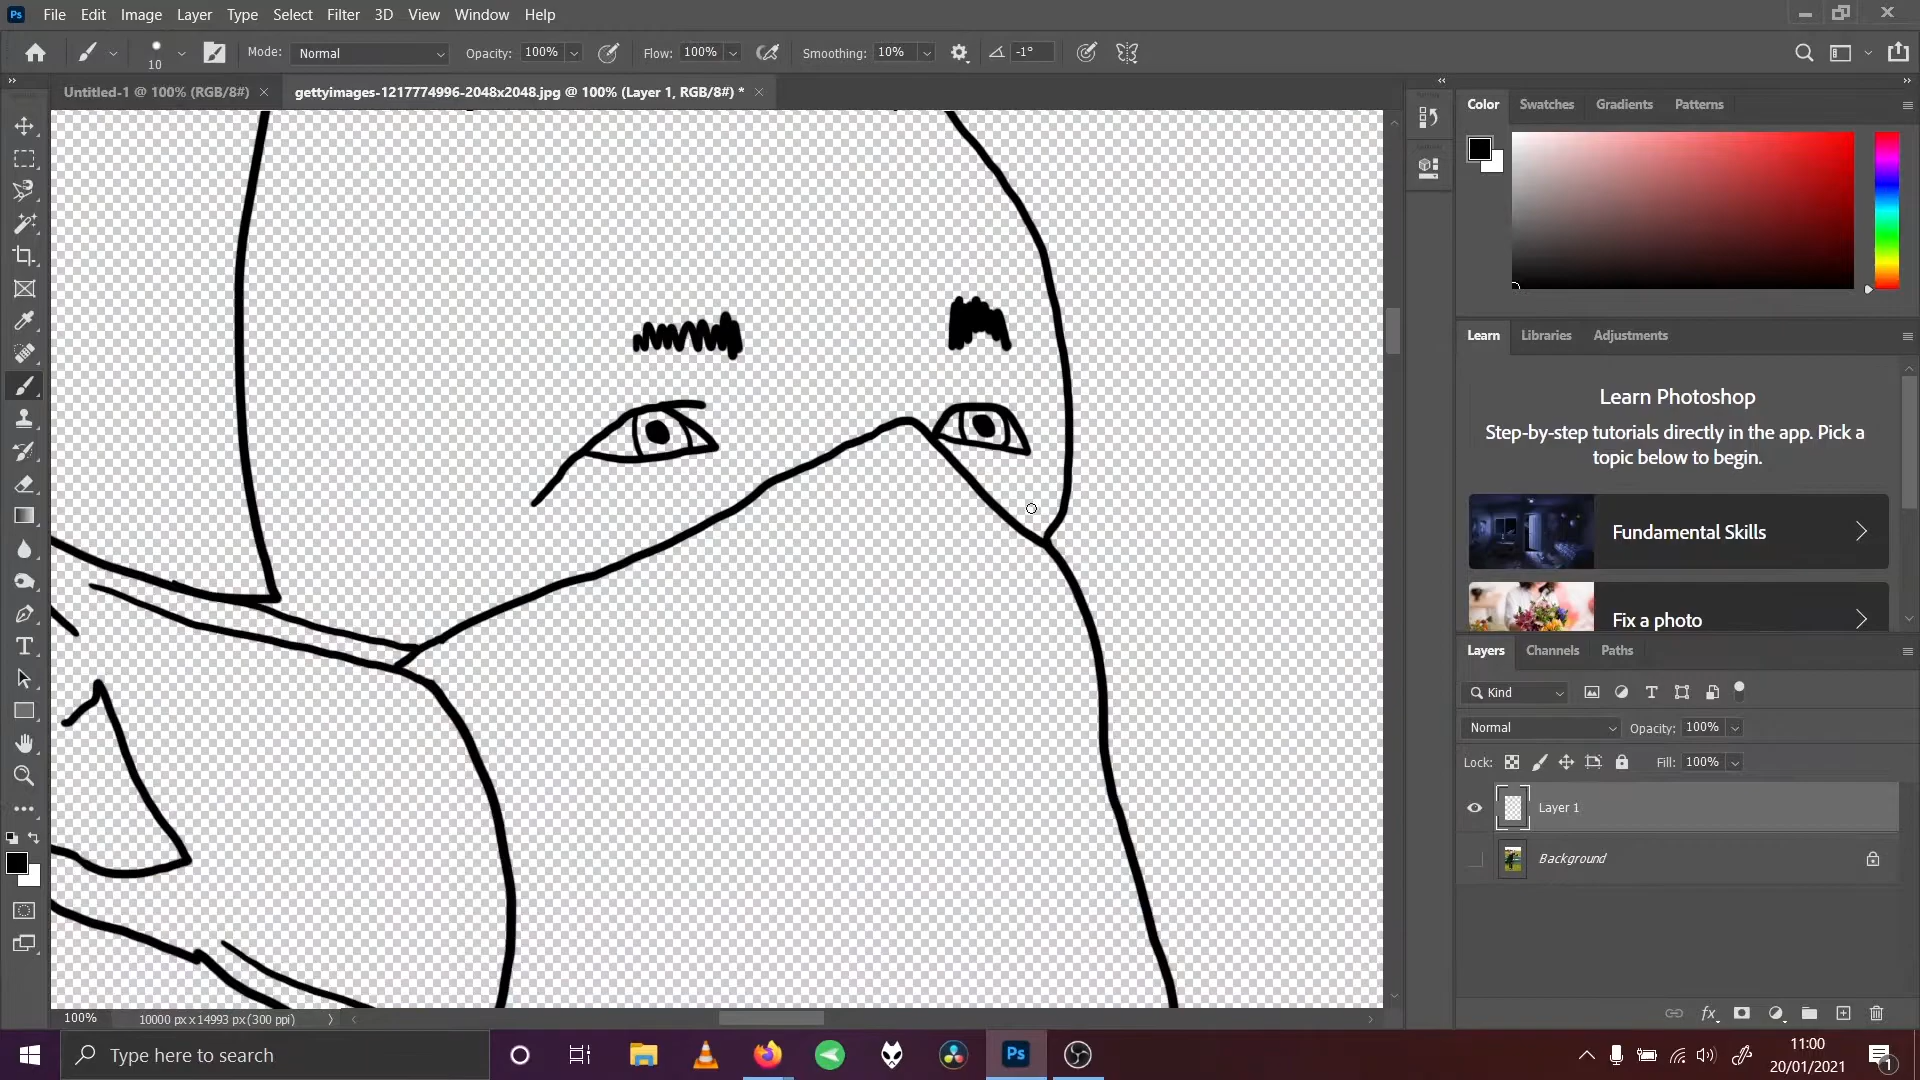 Ps File Edit Image Layer Type Select Filter 3D View Window Help
10 Mode: Normal Opacity: 100% Flow: 100% Smoothing: 10% -1°
Untitled-1 @ 100% (RGB/8#) gettyimages-1217774996-2048x2048.jpg @ 100% (Layer 1, RGB/8#) *
Color Swatches Gradients Patterns
Learn Libraries Adjustments
Learn Photoshop
Step-by-step tutorials directly in the app. Pick a
topic below to begin.
Fundamental Skills
Fix a photo
Layers Channels Paths
Kind
Normal Opacity: 100%
Lock: Fill: 100%
Layer 1
Background
fx
100% 10000 px x 14993 px (300 ppi)
Type here to search
Ps
11:00
20/01/2021
1